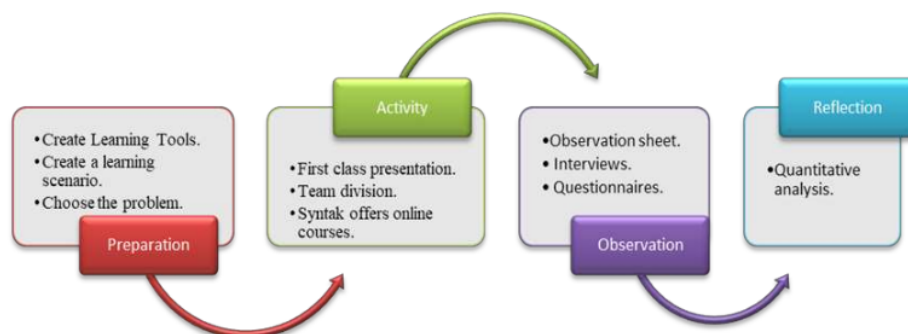 • Create Learning Tools.
• Create a learning
scenario.
• Choose the problem.
Preparation
Activity
• First class presentation.
• Team division.
• Syntak offers online
courses.
•Observation sheet.
• Interviews.
• Questionnaires.
Observation
Reflection
•Quantitative
analysis.